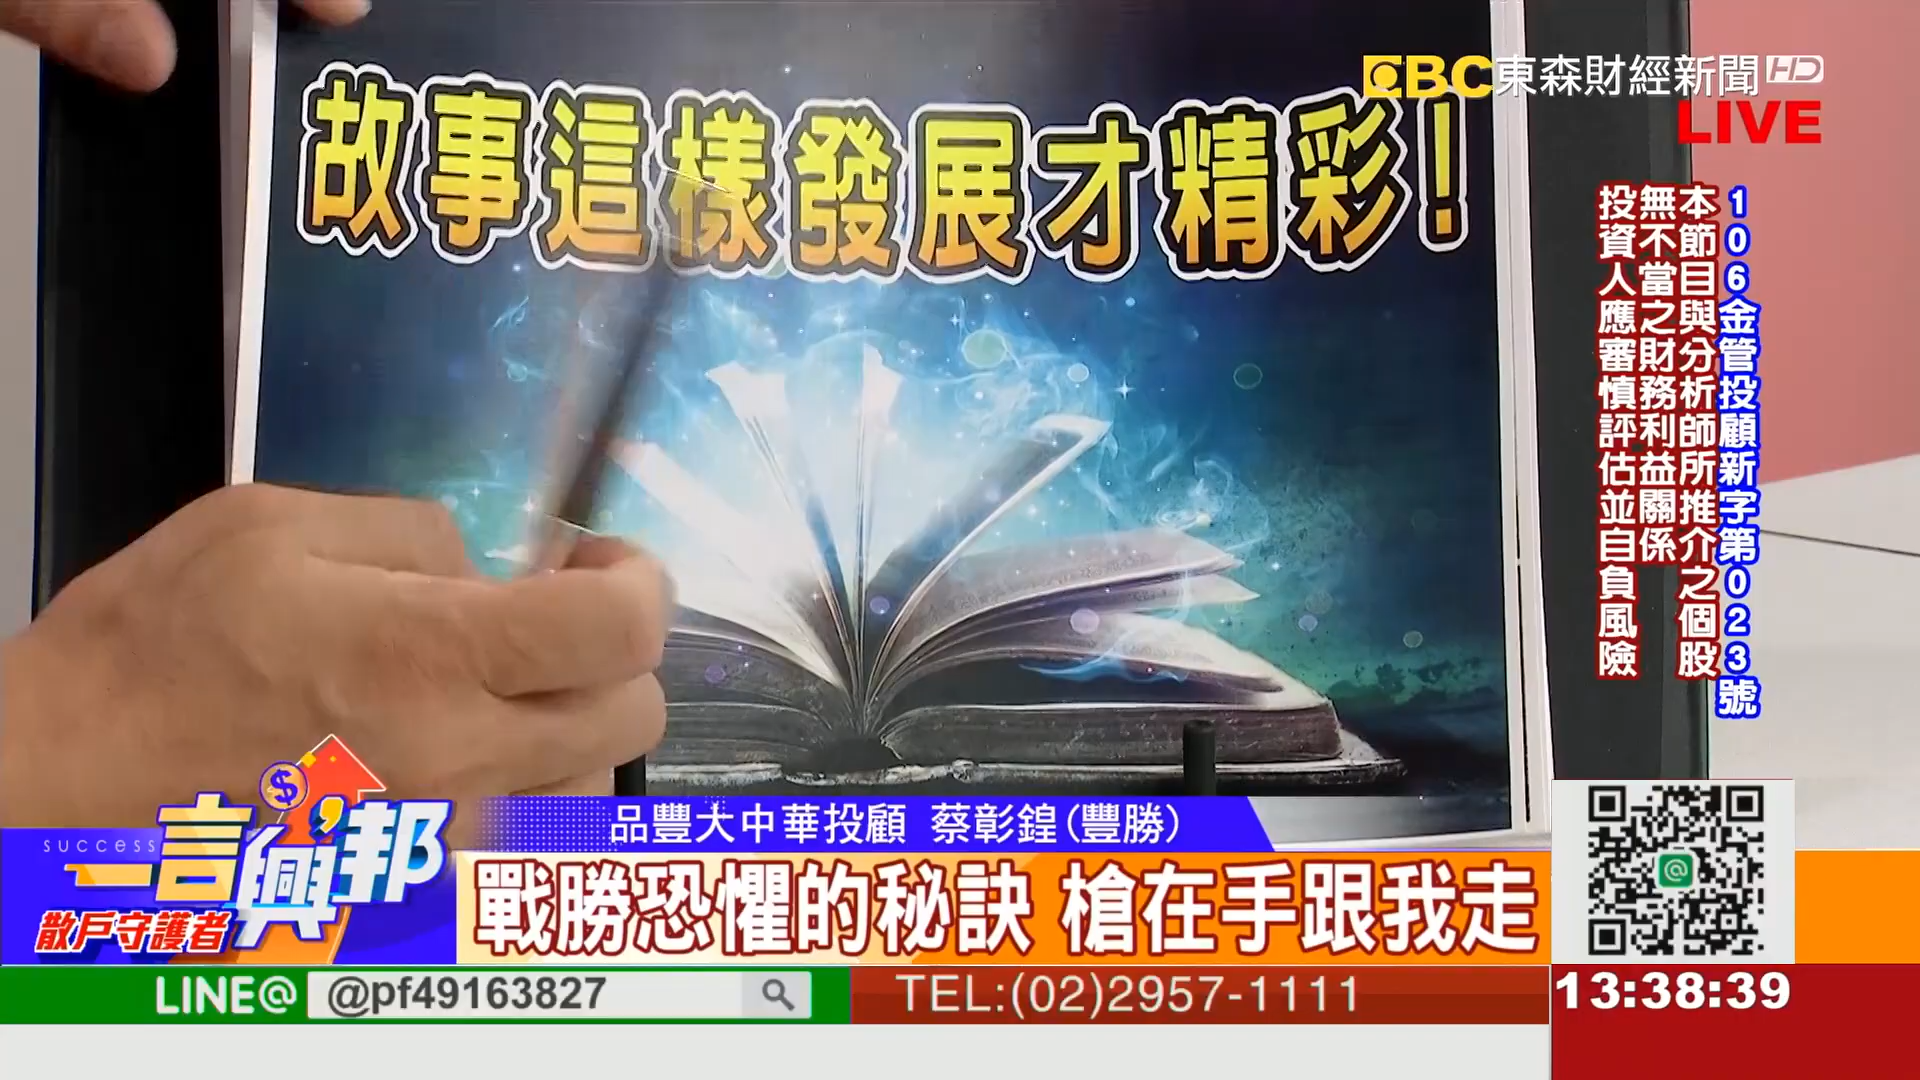 故事這樣發展才精彩!
EBC東森財經新聞HD
LIVE
106金管投顧新字第023號
本節目與分析師所推介之個股
無不當之財務利益關係
投資人應審慎評估並自負風險
success
一言興邦
散戶守護者
品豐大中華投顧 蔡彰鍠(豐勝)
戰勝恐懼的秘訣 槍在手跟我走
LINE@ @pf49163827
TEL:(02)2957-1111
13:38:39